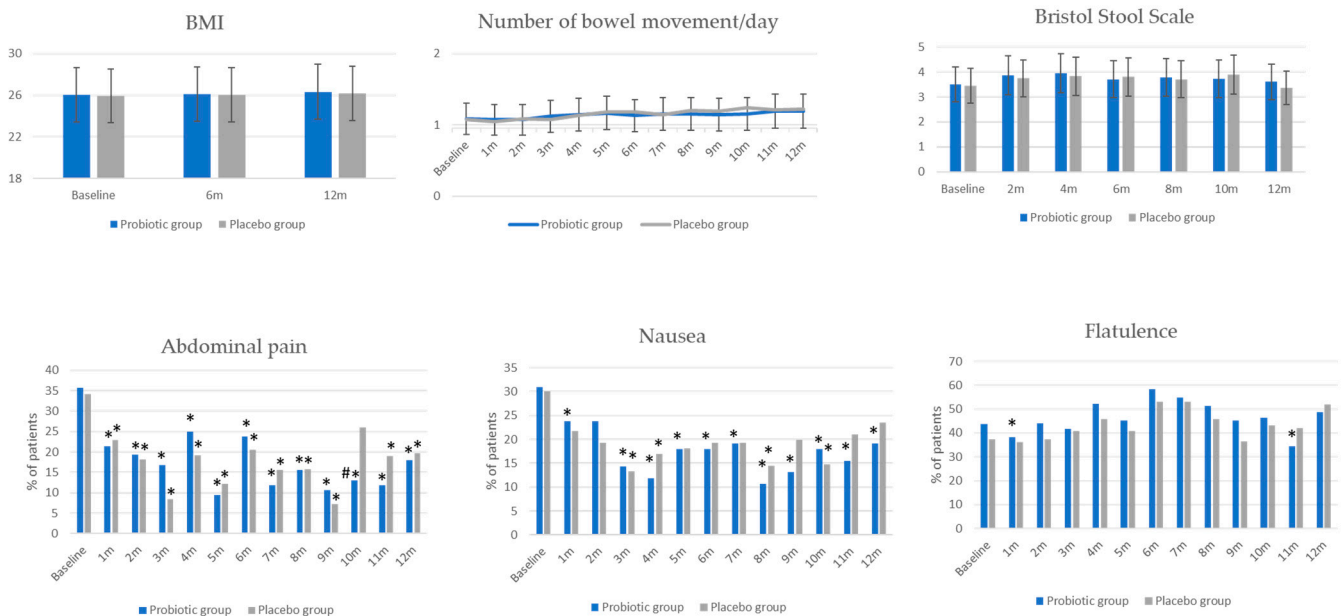 BMI
30
26
22
18
Baseline
6m
12m
Probiotic group
Placebo group
Number of bowel movement/day
2
1
0
Baseline
1m
2m
3m
4m
5m
6m
7m
8m
9m
10m
11m
12m
Probiotic group
Placebo group
Bristol Stool Scale
5
4
3
2
1
0
Baseline
2m
4m
6m
8m
10m
12m
Probiotic group
Placebo group
Abdominal pain
% of patients
40
35
30
25
20
15
10
5
0
* * * * * * * * * * * * * * * * * * #* * * * *
Baseline
1m
2m
3m
4m
5m
6m
7m
8m
9m
10m
11m
12m
Probiotic group
Placebo group
Nausea
% of patients
35
30
25
20
15
10
5
0
* * * * * * * * * * * * * * *
Baseline
1m
2m
3m
4m
5m
6m
7m
8m
9m
10m
11m
12m
Probiotic group
Placebo group
Flatulence
% of patients
70
60
50
40
30
20
10
0
* *
Baseline
1m
2m
3m
4m
5m
6m
7m
8m
9m
10m
11m
12m
Probiotic group
Placebo group